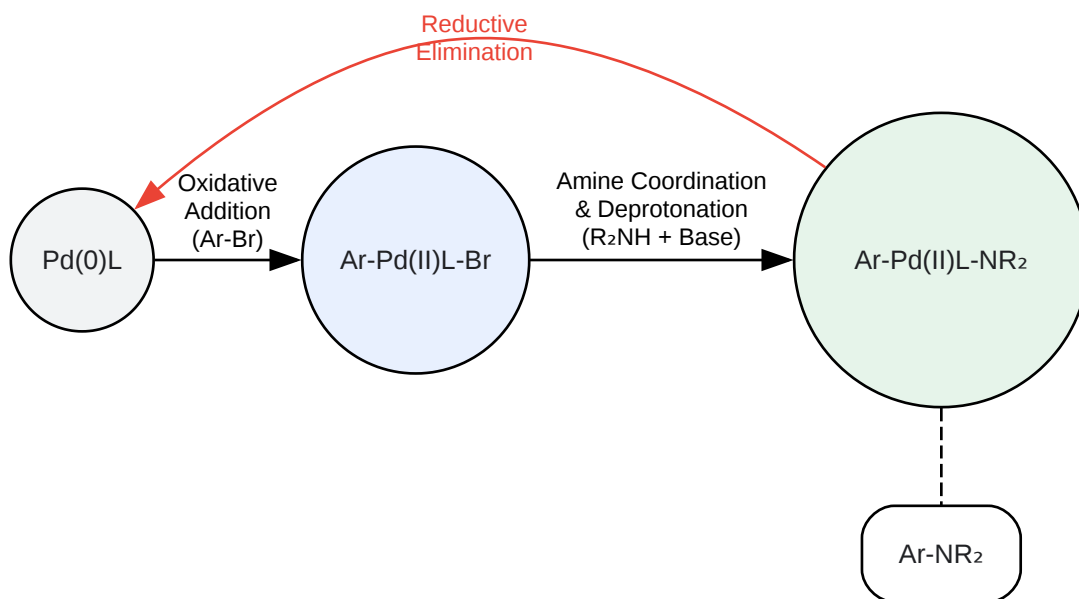 Reductive
Elimination
Oxidative
Addition
(Ar-Br)
Amine Coordination
& Deprotonation
(R₂NH + Base)
Pd(0)L
Ar-Pd(II)L-Br
Ar-Pd(II)L-NR₂
Ar-NR₂